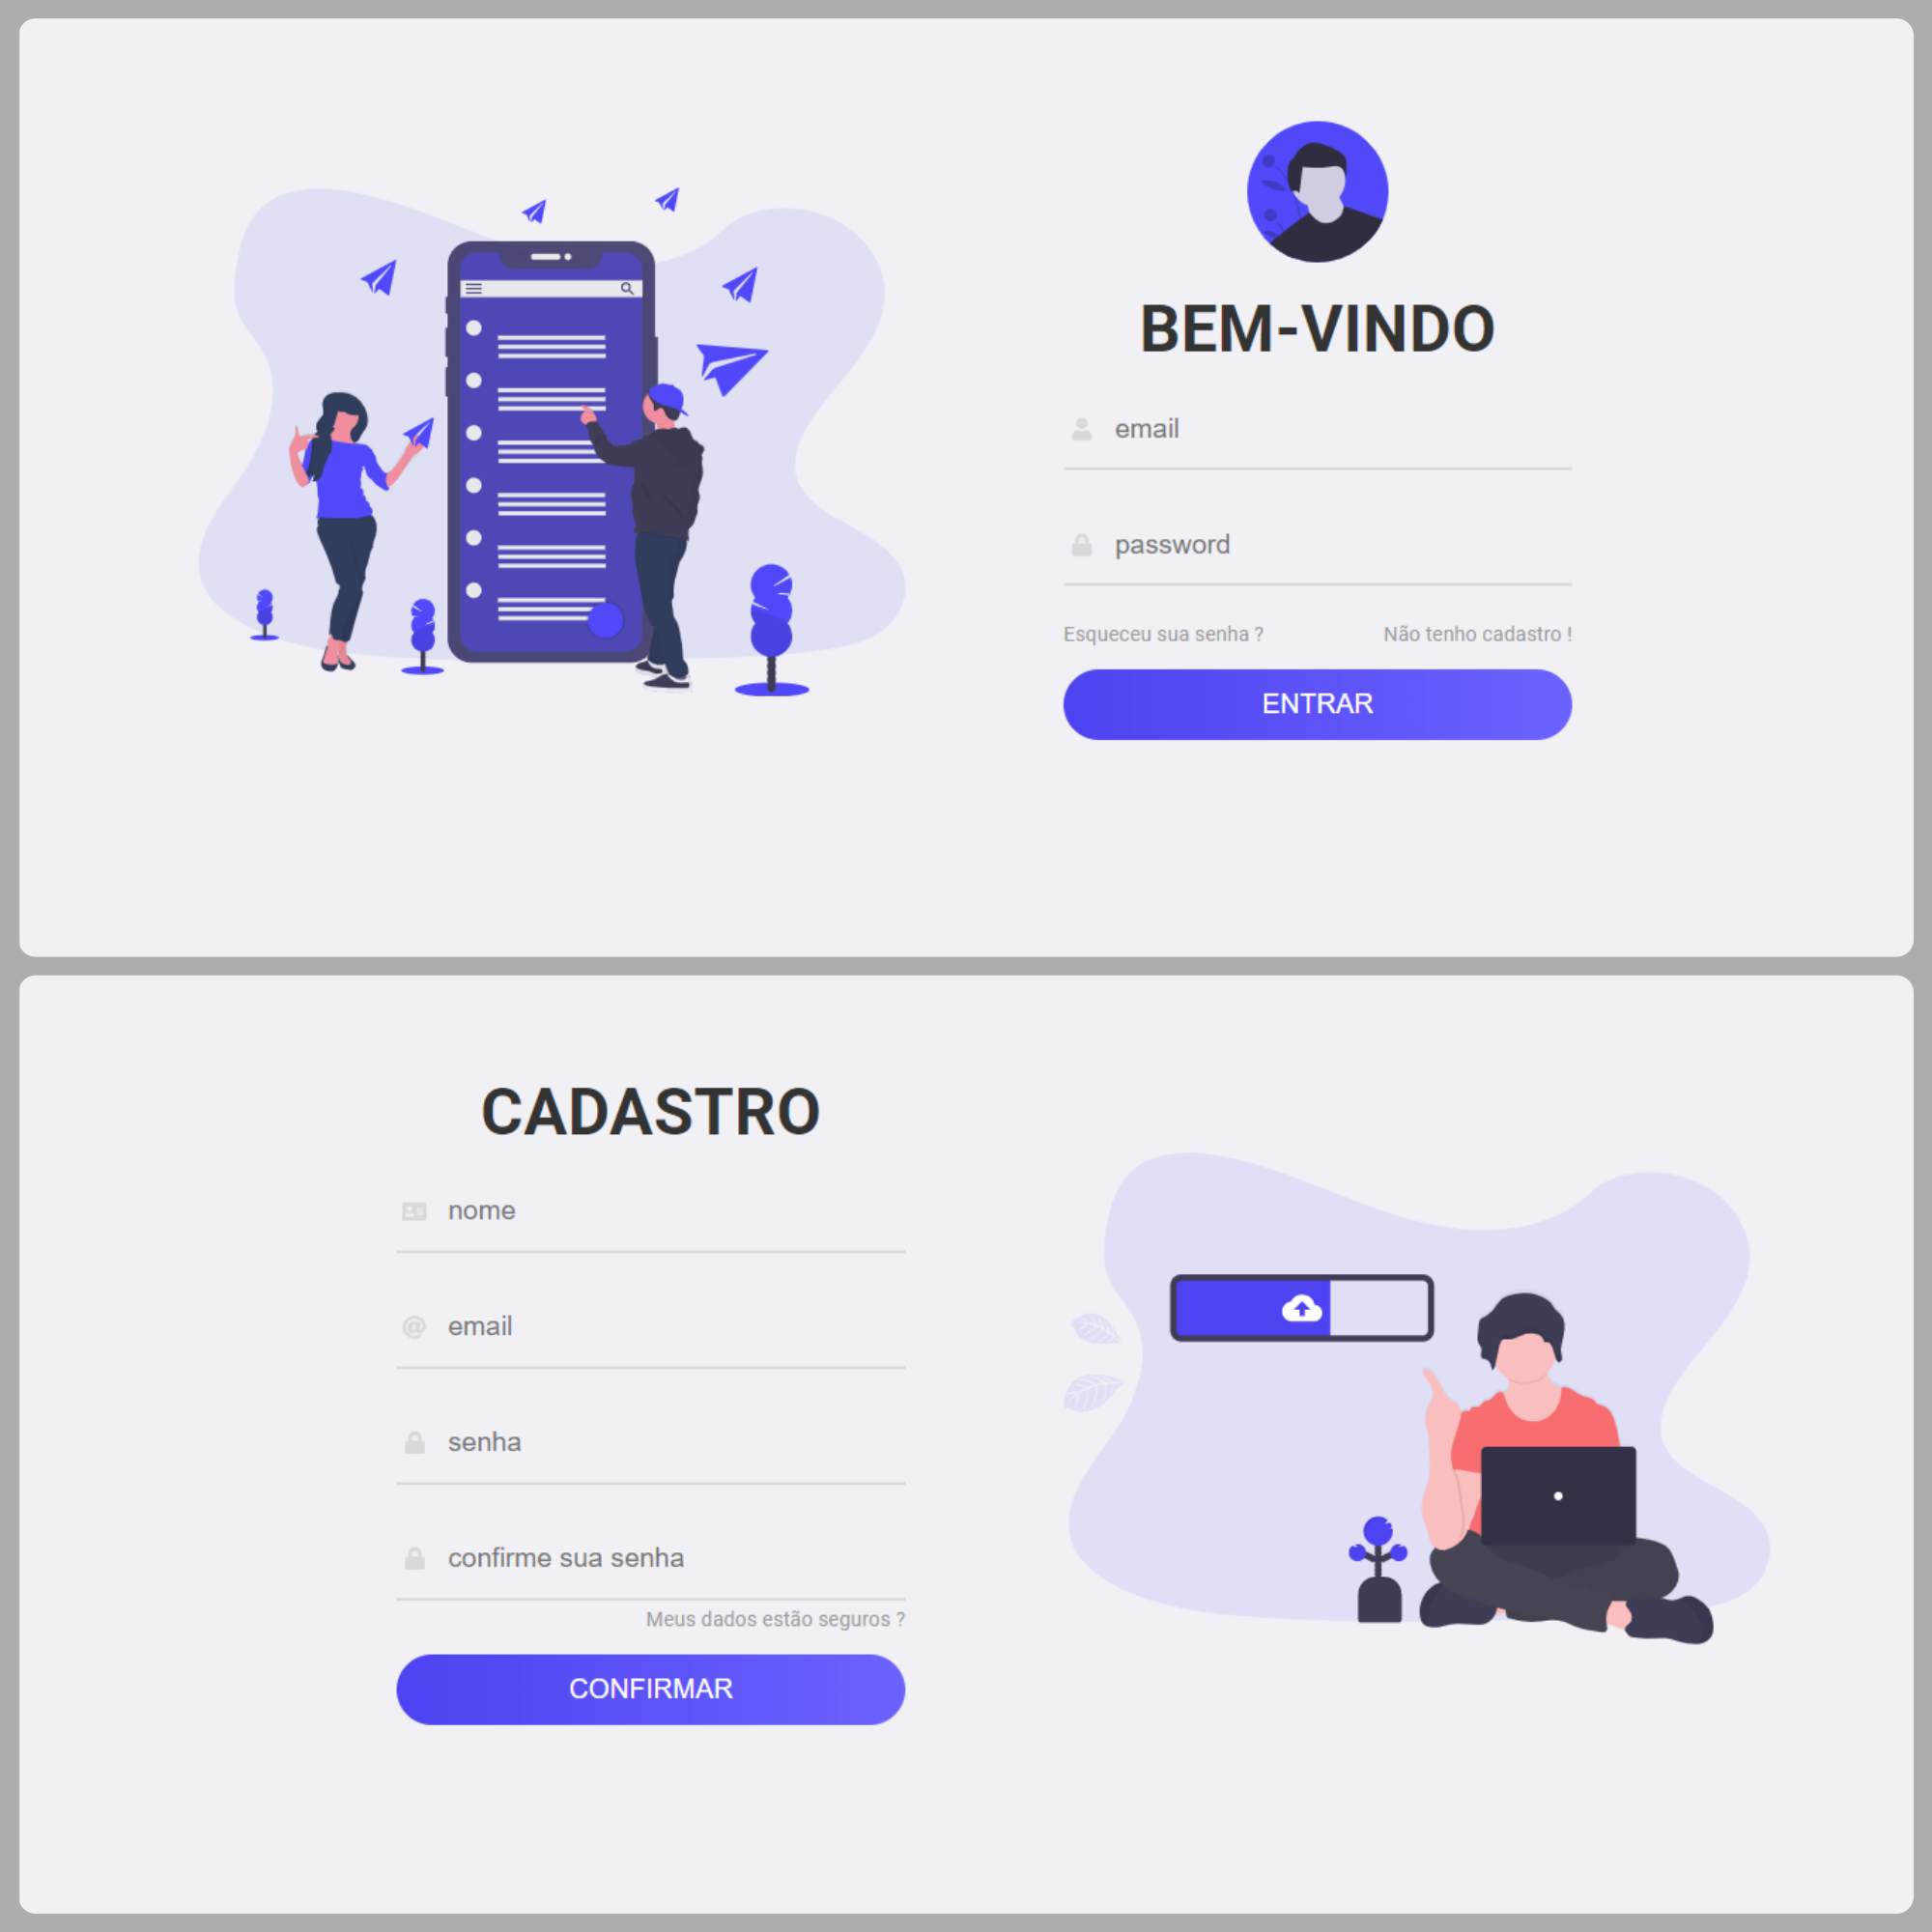 BEM-VINDO
email
password
Esqueceu sua senha ? Não tenho cadastro !
ENTRAR
CADASTRO
nome
email
senha
confirme sua senha
Meus dados estão seguros ?
CONFIRMAR